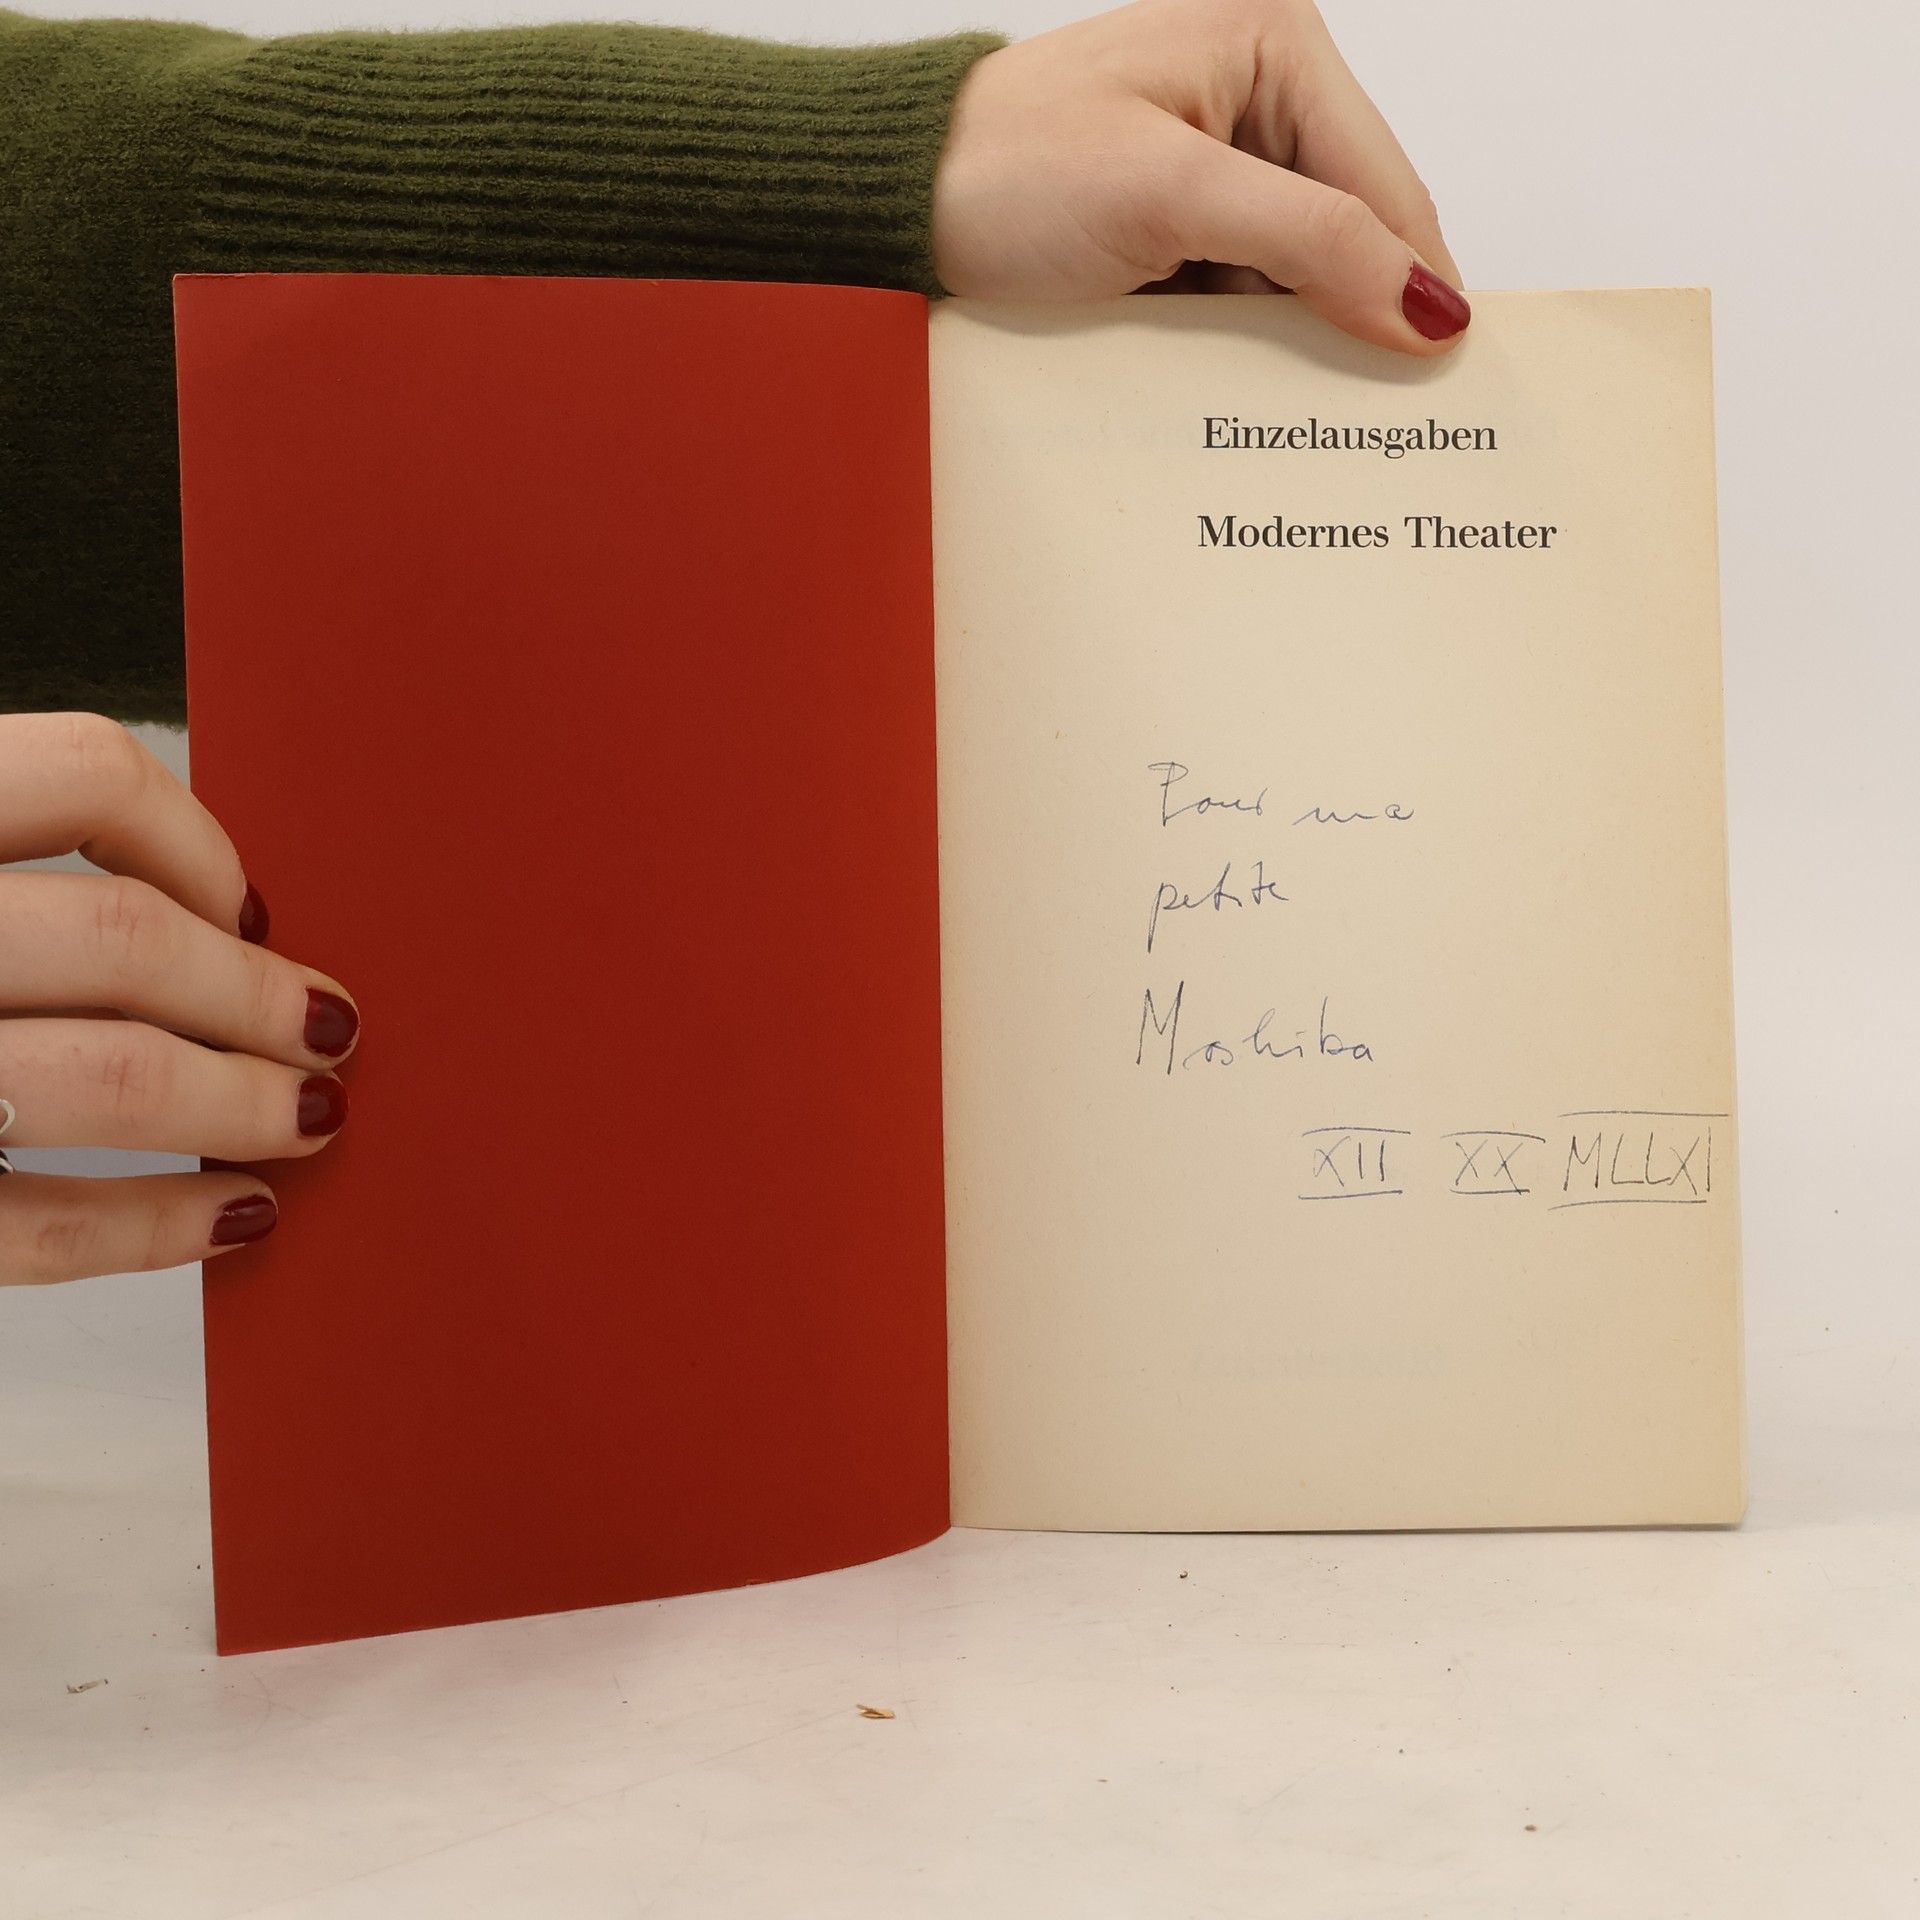 Einzelausgaben
Modernes Theater
Pour ma
petite
Moshiba
XII XX MLLXI